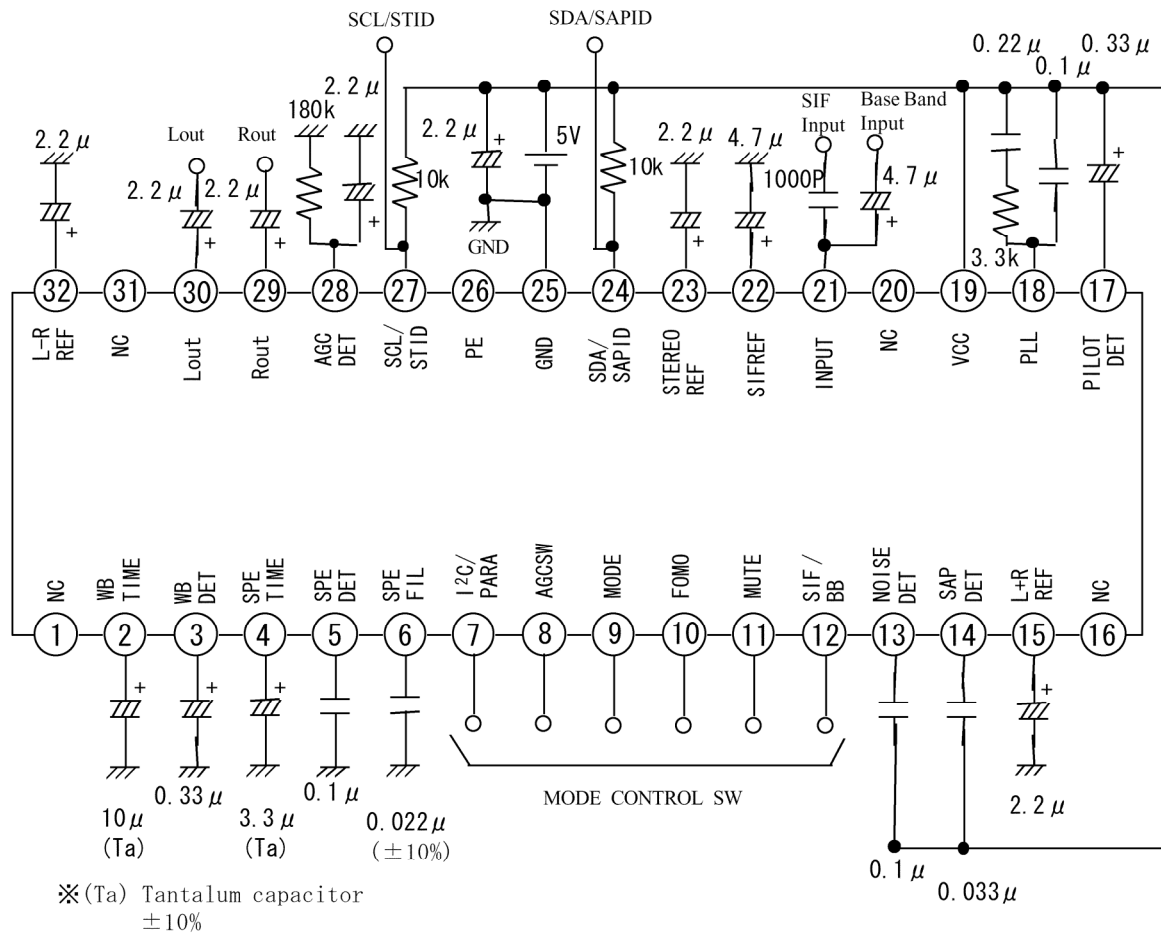 SCL/STID
SDA/SAPID
0.22μ
0.33μ
0.1μ
2.2μ
180k
2.2μ
Lout
Rout
2.2μ
2.2μ
2.2μ
+
5V
10k
GND
10k
2.2μ
4.7μ
SIF
Input
Base Band
Input
1000P
4.7μ
3.3k
+
+
+
+
+
+
+
+
32
31
30
29
28
27
26
25
24
23
22
21
20
19
18
17
L-R
REF
NC
Lout
Rout
AGC
DET
SCL/
STID
PE
GND
SDA/
SAPID
STEREO
REF
SIFREF
INPUT
NC
VCC
PLL
PILOT
DET
NC
WB
TIME
WB
DET
SPE
TIME
SPE
DET
SPE
FIL
I²C/
PARA
AGCSW
MODE
FOMO
MUTE
SIF/
BB
NOISE
DET
SAP
DET
L+R
REF
NC
1
2
3
4
5
6
7
8
9
10
11
12
13
14
15
16
+
+
+
+
10μ
(Ta)
0.33μ
3.3μ
(Ta)
0.1μ
0.022μ
(±10%)
MODE CONTROL SW
0.1μ
0.033μ
2.2μ
※(Ta) Tantalum capacitor
±10%